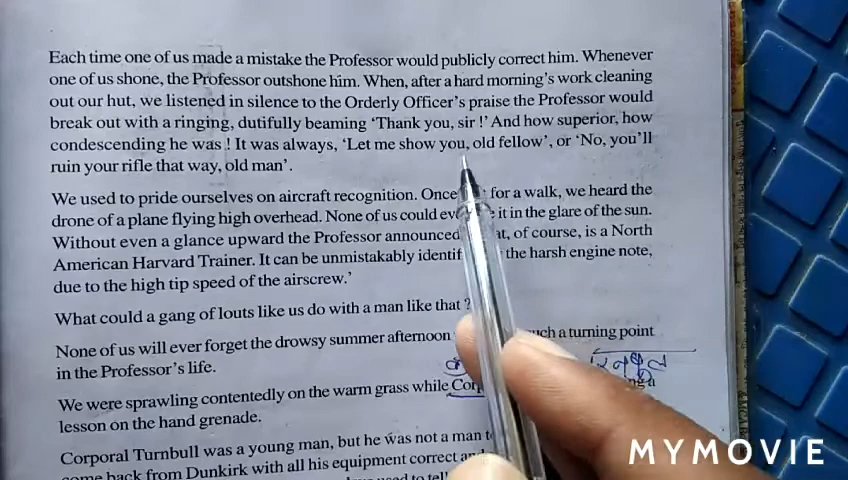 Each time one of us made a mistake the Professor would publicly correct him. Whenever
one of us shone, the Professor outshone him. When, after a hard morning's work cleaning
out our hut, we listened in silence to the Orderly Officer's praise the Professor would
break out with a ringing, dutifully beaming 'Thank you, sir !' And how superior, how
condescending he was ! It was always, 'Let me show you, old fellow', or 'No, you'll
ruin your rifle that way, old man'.
We used to pride ourselves on aircraft recognition. Once for a walk, we heard the
drone of a plane flying high overhead. None of us could it in the glare of the sun.
Without even a glance upward the Professor announced, of course, is a North
American Harvard Trainer. It can be unmistakably the harsh engine note,
due to the high tip speed of the airscrew.'
What could a gang of louts like us do with a man like that ?
None of us will ever forget the drowsy summer afternoon a turning point
in the Professor's life.
We were sprawling contentedly on the warm grass while
lesson on the hand grenade.
Corporal Turnbull was a young man, but he was not a man
come back from Dunkirk with all his equipment correct
MYMOVIE